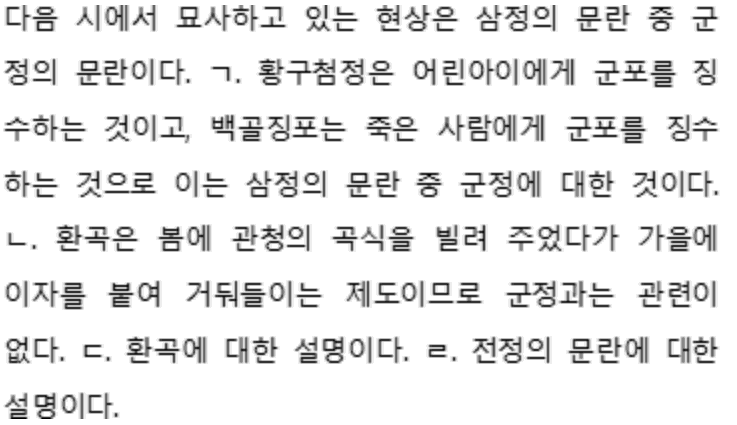 다음 시에서 묘사하고 있는 현상은 삼정의 문란 중 군
정의 문란이다. ㄱ. 황구첨정은 어린아이에게 군포를 징
수하는 것이고, 백골징포는 죽은 사람에게 군포를 징수
하는 것으로 이는 삼정의 문란 중 군정에 대한 것이다.
ㄴ. 환곡은 봄에 관청의 곡식을 빌려 주었다가 가을에
이자를 붙여 거둬들이는 제도이므로 군정과는 관련이
없다. ㄷ. 환곡에 대한 설명이다. ㄹ. 전정의 문란에 대한
설명이다.